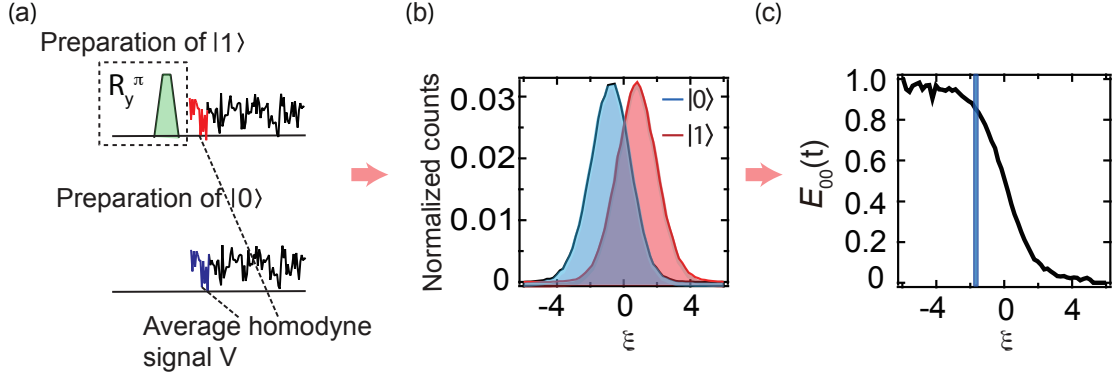 (a)
Preparation of |1⟩
R_y^π
Preparation of |0⟩
Average homodyne
signal V
(b)
Normalized counts
0.03
0.02
0.01
0
-4
0
4
ξ
|0⟩
|1⟩
(c)
E₀₀(t)
1.0
0.8
0.6
0.4
0.2
0
-4
0
4
ξ